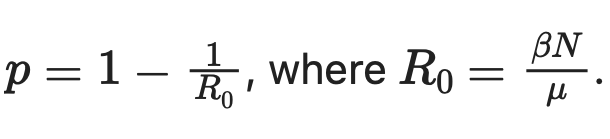 p = 1 − 1/R₀, where R₀ = βN/μ.